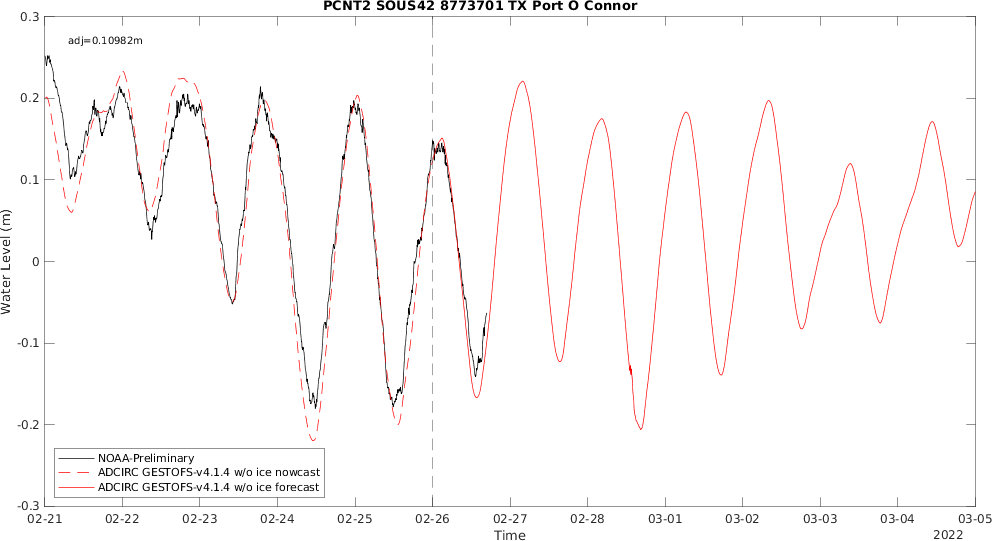 PCNT2 SOUS42 8773701 TX Port O Connor
adj=0.10982m
0.3
0.2
0.1
0
-0.1
-0.2
-0.3
Water Level (m)
NOAA-Preliminary
ADCIRC GESTOFS-v4.1.4 w/o ice nowcast
ADCIRC GESTOFS-v4.1.4 w/o ice forecast
02-21 02-22 02-23 02-24 02-25 02-26 02-27 02-28 03-01 03-02 03-03 03-04 03-05
Time
2022